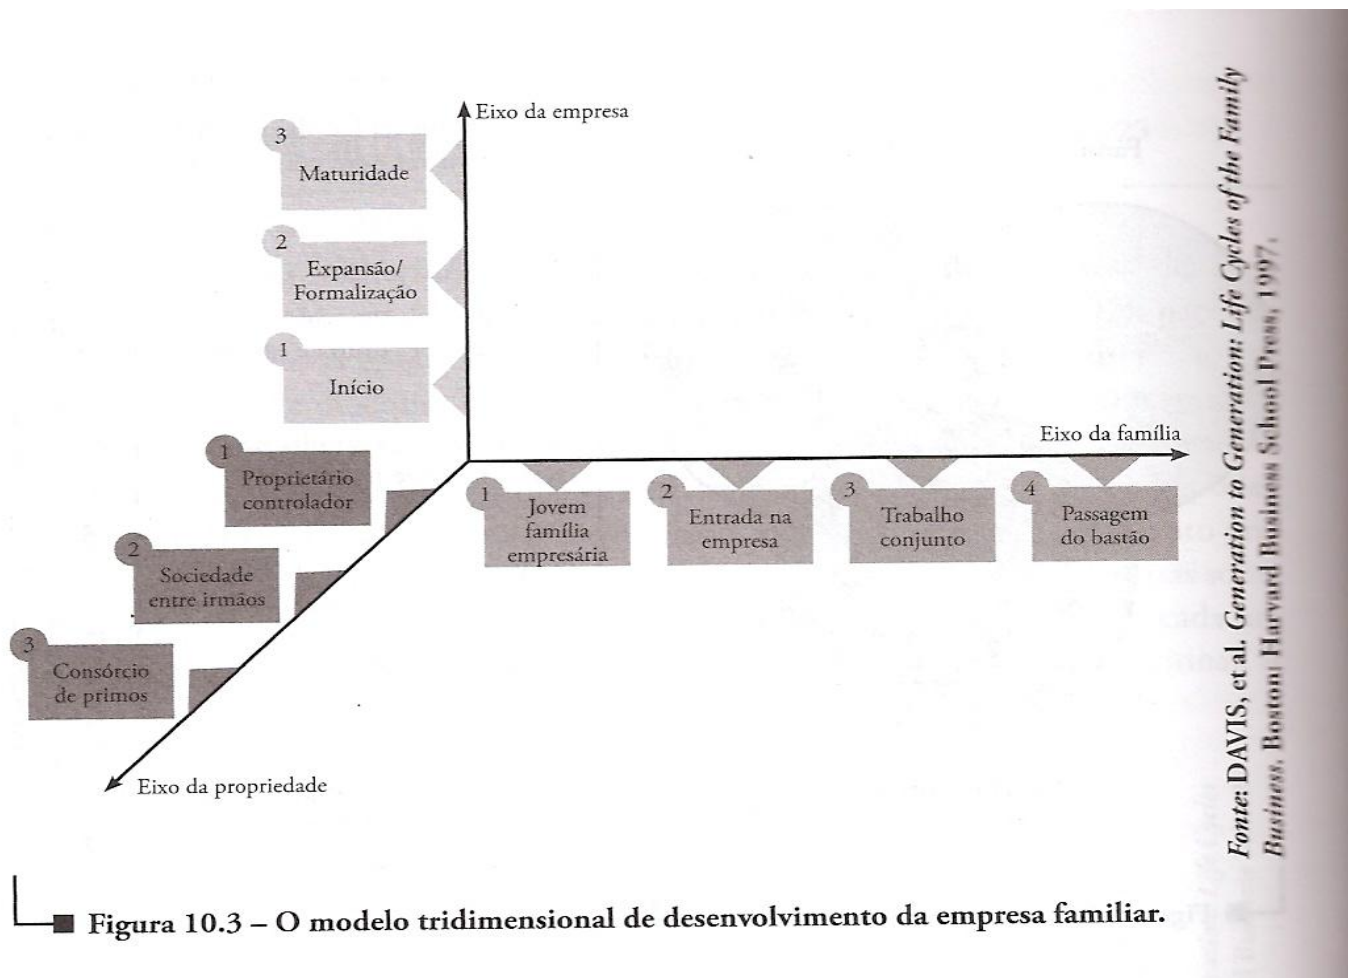 Eixo da empresa
3
Maturidade
2
Expansão/
Formalização
1
Início
Eixo da família
1
Proprietário
controlador
2
Sociedade
entre irmãos
3
Consórcio
de primos
Eixo da propriedade
1
Jovem
família
empresária
2
Entrada na
empresa
3
Trabalho
conjunto
4
Passagem
do bastão
Fonte: DAVIS, et al. Generation to Generation: Life Cycles of the Family
Business. Boston: Harvard Business School Press, 1997.
Figura 10.3 – O modelo tridimensional de desenvolvimento da empresa familiar.